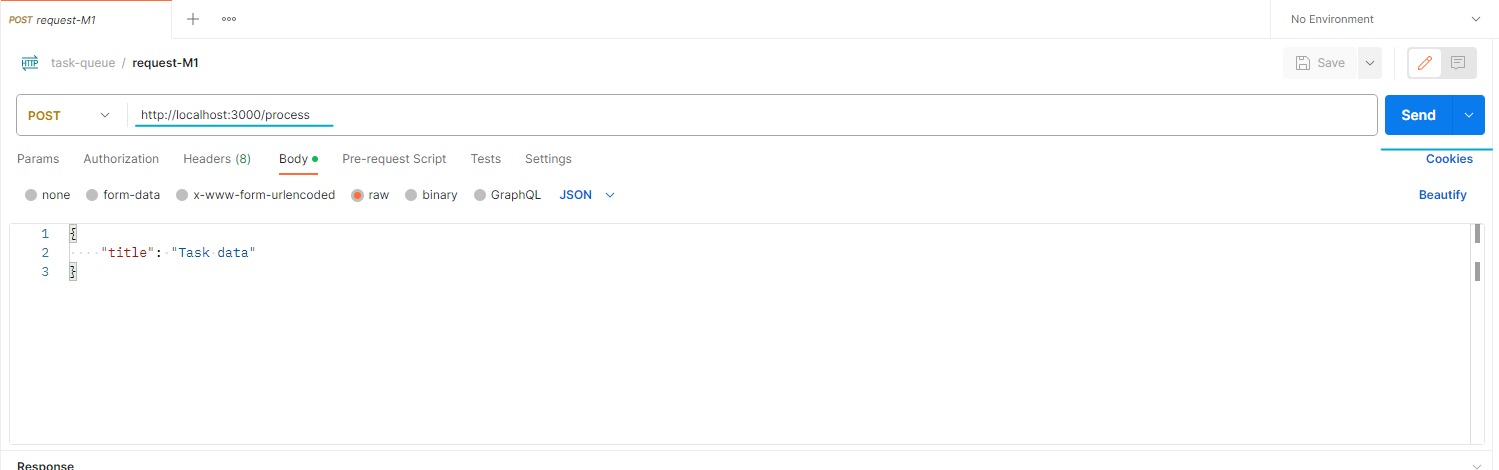 POST request-M1
No Environment
HTTP task-queue / request-M1
Save
POST http://localhost:3000/process
Send
Params Authorization Headers (8) Body Pre-request Script Tests Settings Cookies
none form-data x-www-form-urlencoded raw binary GraphQL JSON Beautify
1 {
2 "title": "Task data"
3 }
Response